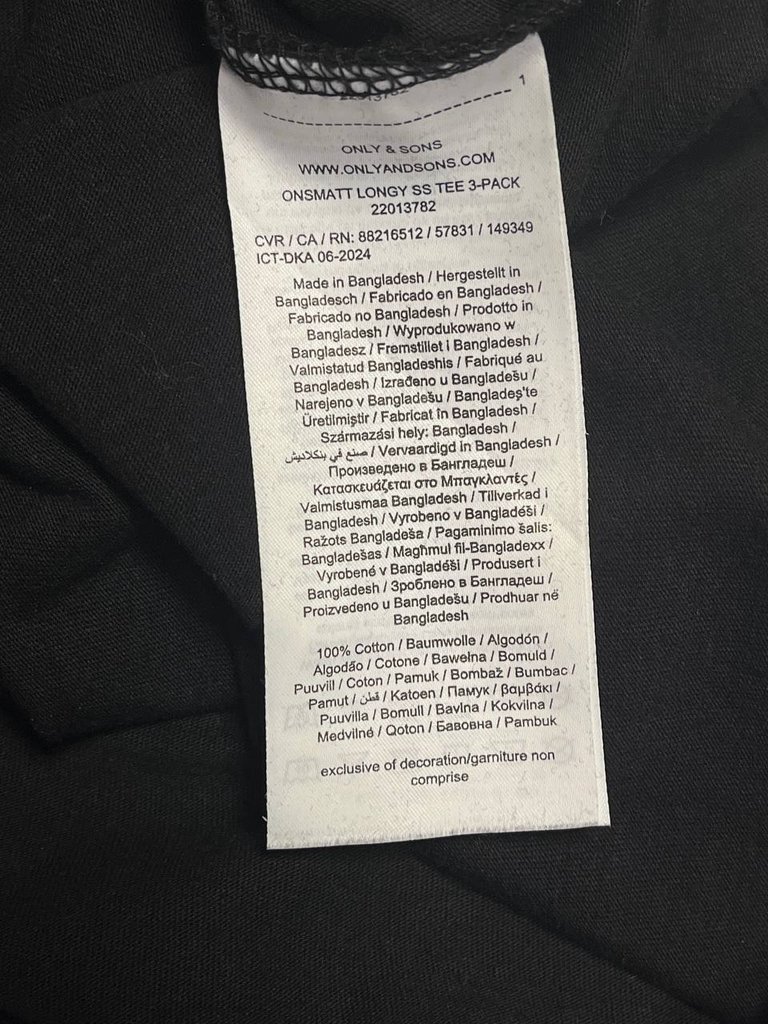 1
ONLY & SONS
WWW.ONLYANDSONS.COM
ONSMATT LONGY SS TEE 3-PACK
22013782
CVR / CA / RN: 88216512 / 57831 / 149349
ICT-DKA 06-2024
Made in Bangladesh / Hergestellt in
Bangladesch / Fabricado en Bangladesh /
Fabricado no Bangladesh / Prodotto in
Bangladesh / Wyprodukowano w
Bangladesz / Fremstillet i Bangladesh /
Valmistatud Bangladeshis / Fabriqué au
Bangladesh / Izrađeno u Bangladešu /
Narejeno v Bangladešu / Bangladeş'te
Üretilmiştir / Fabricat în Bangladesh /
Származási hely: Bangladesh /
صنع في بنكلاديش / Vervaardigd in Bangladesh /
Произведено в Бангладеш /
Κατασκευάζεται στο Μπαγκλαντές /
Valmistusmaa Bangladesh / Tillverkad i
Bangladesh / Vyrobeno v Bangladéši /
Ražots Bangladeša / Pagaminimo šalis:
Bangladešas / Magħmul fil-Bangladexx /
Vyrobené v Bangladéši / Produsert i
Bangladesh / Зроблено в Бангладеш /
Proizvedeno u Bangladešu / Prodhuar në
Bangladesh
100% Cotton / Baumwolle / Algodón /
Algodão / Cotone / Bawełna / Bomuld /
Puuvill / Coton / Pamuk / Bombaž / Bumbac /
Pamut / قطن / Katoen / Памук / βαμβάκι /
Puuvilla / Bomull / Bavlna / Kokvilna /
Medvilnė / Qoton / Бавовна / Pambuk
exclusive of decoration/garniture non
comprise